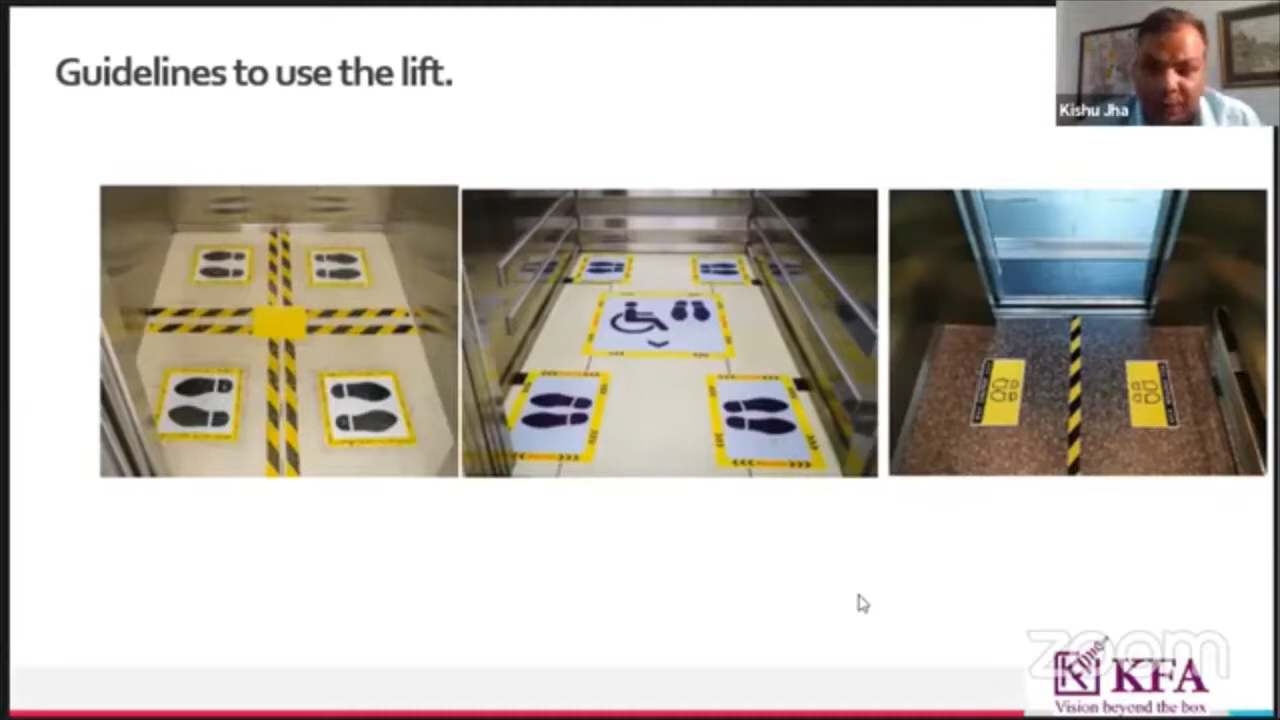 Guidelines to use the lift.
Kishu Jha
zoom
KFA
Vision beyond the box